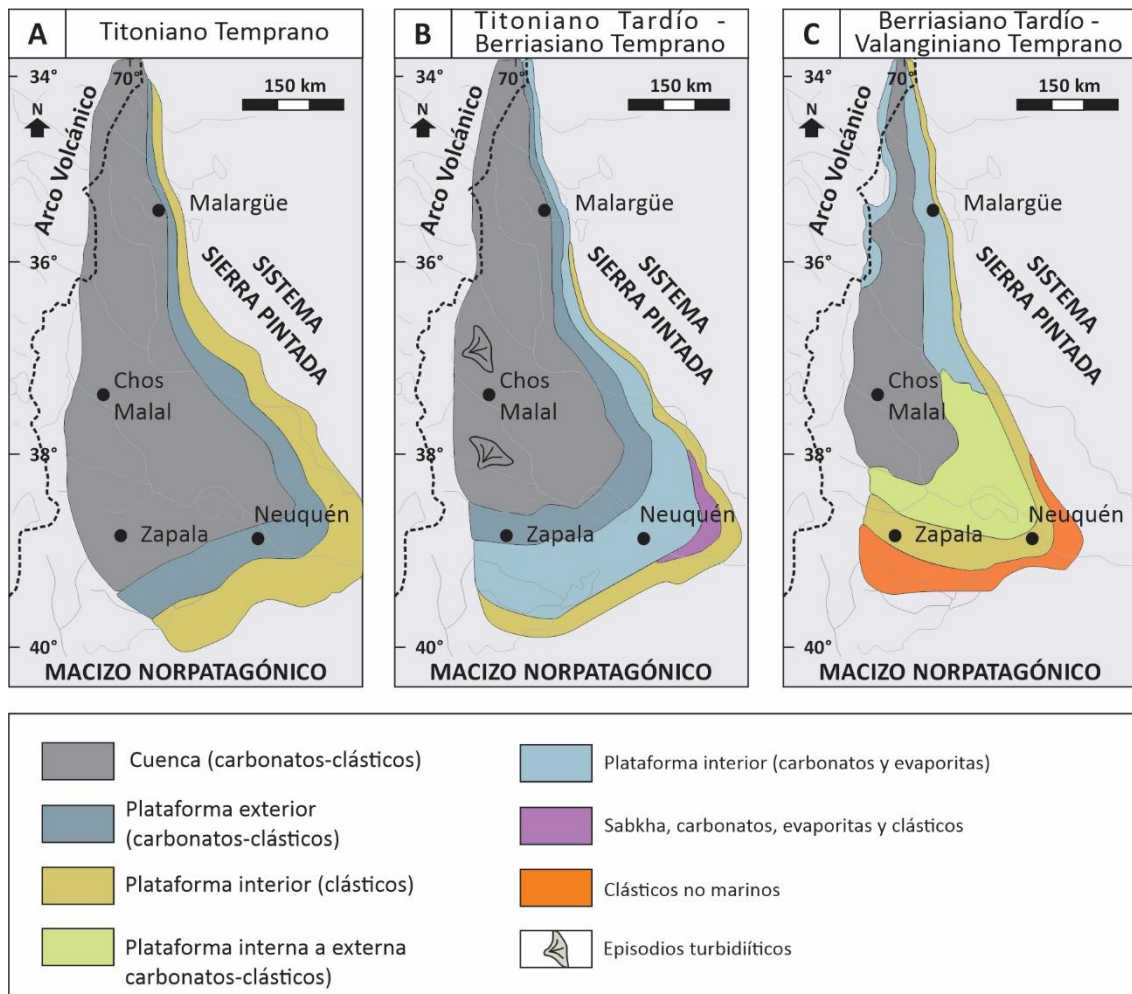 A
Titoniano Temprano
34°
70°
150 km
N
Arco Volcánico
Malargüe
36°
SISTEMA
SIERRA PINTADA
Chos
Malal
38°
Neuquén
Zapala
40°
MACIZO NORPATAGÓNICO
B
Titoniano Tardío -
Berriasiano Temprano
34°
70°
150 km
N
Arco Volcánico
Malargüe
36°
SISTEMA
SIERRA PINTADA
Chos
Malal
38°
Neuquén
Zapala
40°
MACIZO NORPATAGÓNICO
C
Berriasiano Tardío -
Valanginiano Temprano
34°
70°
150 km
N
Arco Volcánico
Malargüe
36°
SISTEMA
SIERRA PINTADA
Chos
Malal
38°
Neuquén
Zapala
40°
MACIZO NORPATAGÓNICO
Cuenca (carbonatos-clásticos)
Plataforma exterior
(carbonatos-clásticos)
Plataforma interior (clásticos)
Plataforma interna a externa
carbonatos-clásticos)
Plataforma interior (carbonatos y evaporitas)
Sabkha, carbonatos, evaporitas y clásticos
Clásticos no marinos
Episodios turbidiíticos